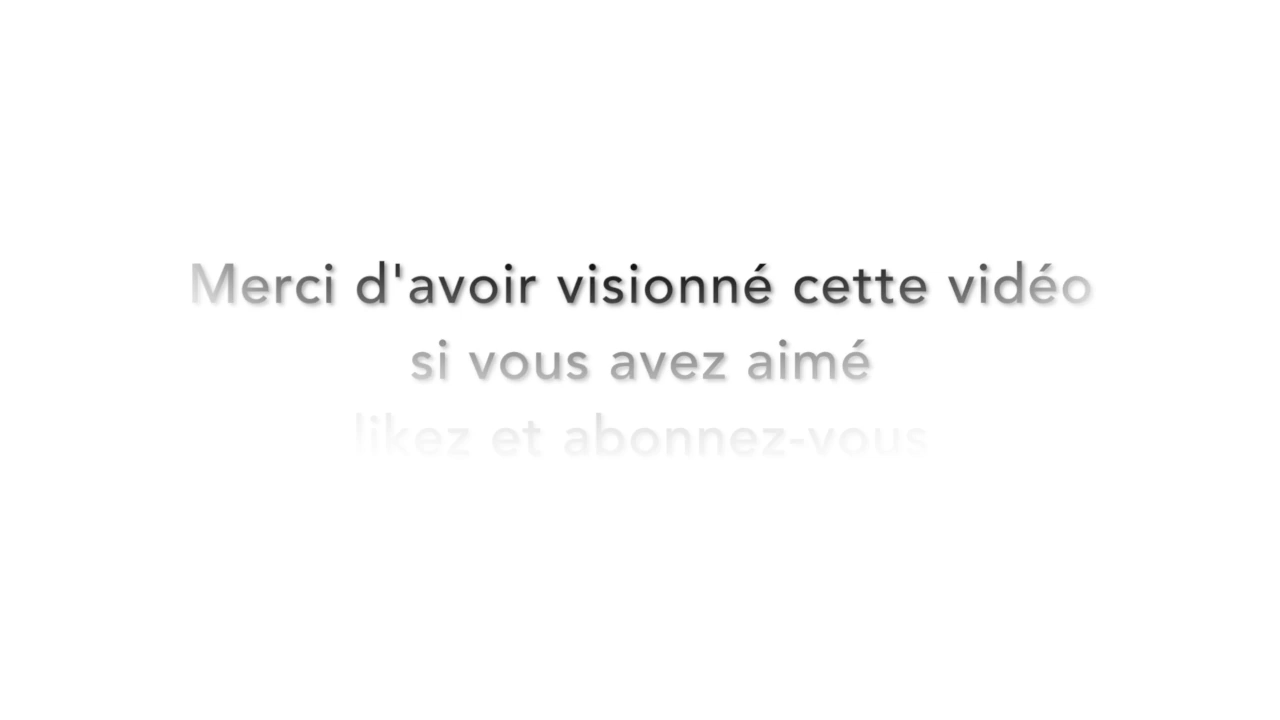 Merci d'avoir visionné cette vidéo
si vous avez aimé
likez et abonnez-vous